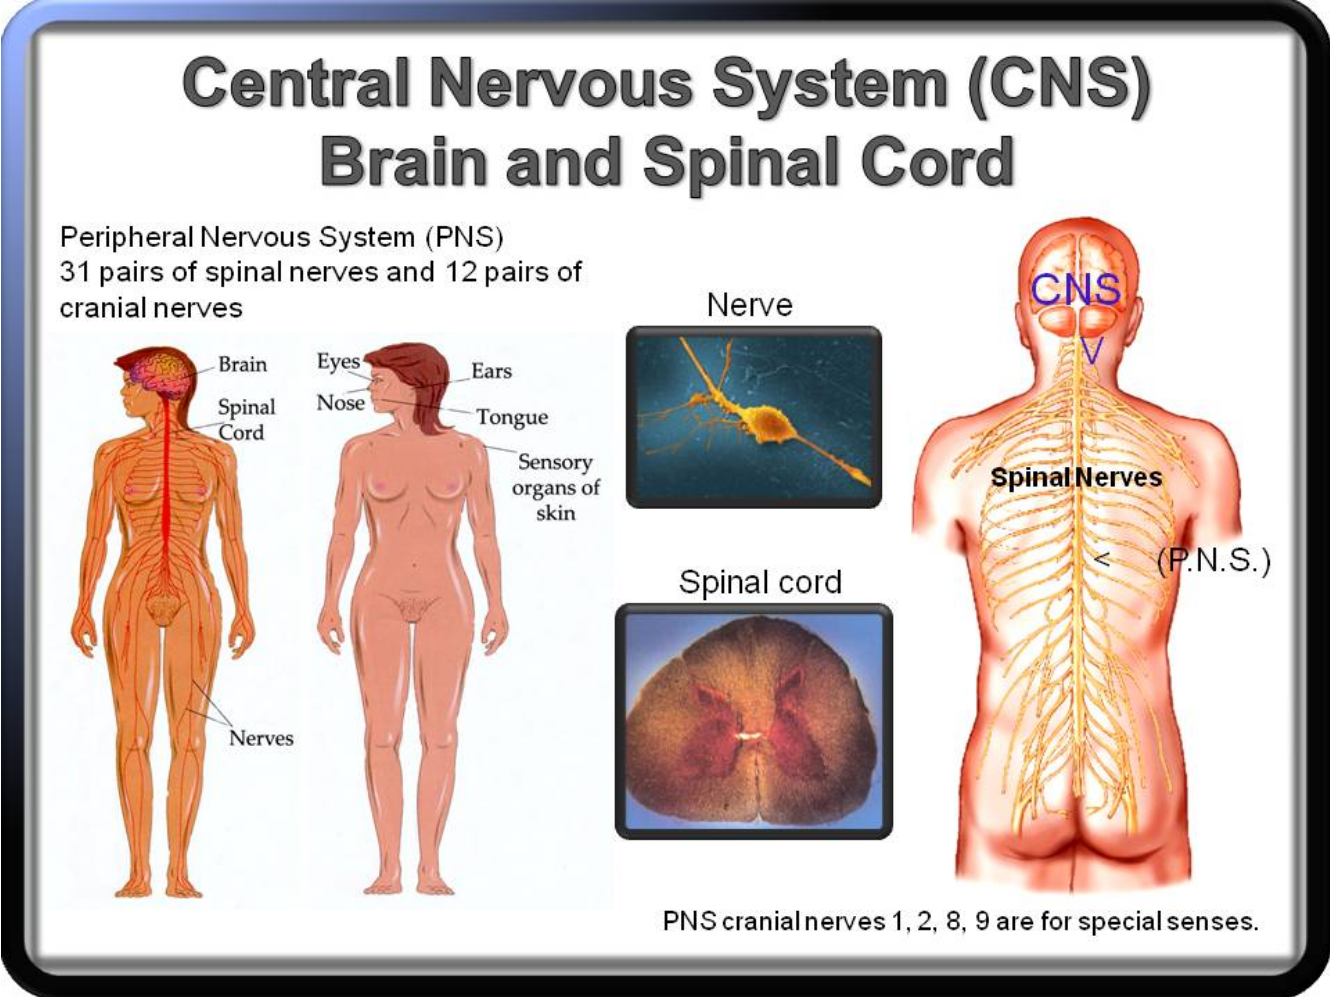 Central Nervous System (CNS)
Brain and Spinal Cord
Peripheral Nervous System (PNS)
31 pairs of spinal nerves and 12 pairs of
cranial nerves
Brain
Spinal
Cord
Nerves
Eyes
Nose
Ears
Tongue
Sensory
organs of
skin
Nerve
Spinal cord
CNS
V
Spinal Nerves
< (P.N.S.)
PNS cranial nerves 1, 2, 8, 9 are for special senses.